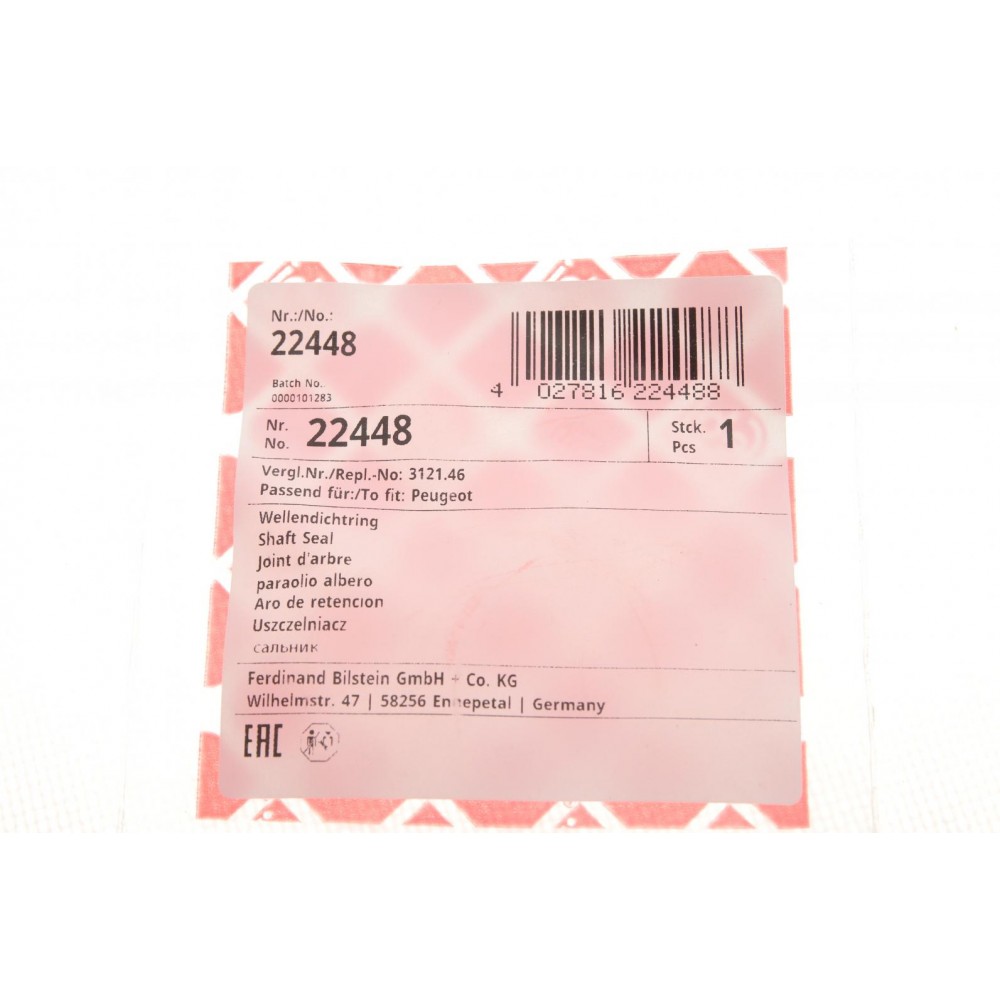 Nr.:/No.:
22448
Batch No.
0000101283
4 027816 224488
Nr.
No. 22448
Stck.
Pcs 1
Vergl.Nr./Repl.-No: 3121.46
Passend für:/To fit: Peugeot
Wellendichtring
Shaft Seal
Joint d'arbre
paraolio albero
Aro de retencion
Uszczelniacz
сальник
Ferdinand Bilstein GmbH + Co. KG
Wilhelmstr. 47 | 58256 Ennepetal | Germany
EAC